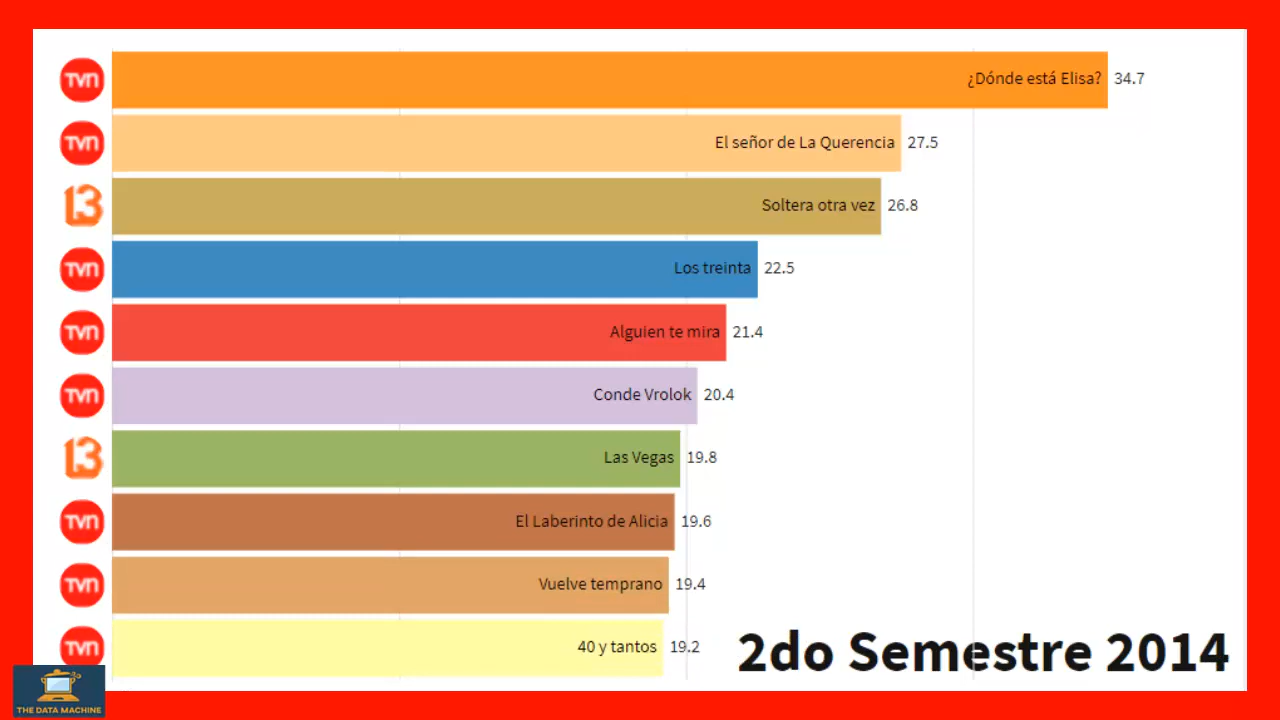 TVN ¿Dónde está Elisa? 34.7
TVN El señor de La Querencia 27.5
13 Soltera otra vez 26.8
TVN Los treinta 22.5
TVN Alguien te mira 21.4
TVN Conde Vrolok 20.4
13 Las Vegas 19.8
TVN El Laberinto de Alicia 19.6
TVN Vuelve temprano 19.4
TVN 40 y tantos 19.2
2do Semestre 2014
THE DATA MACHINE